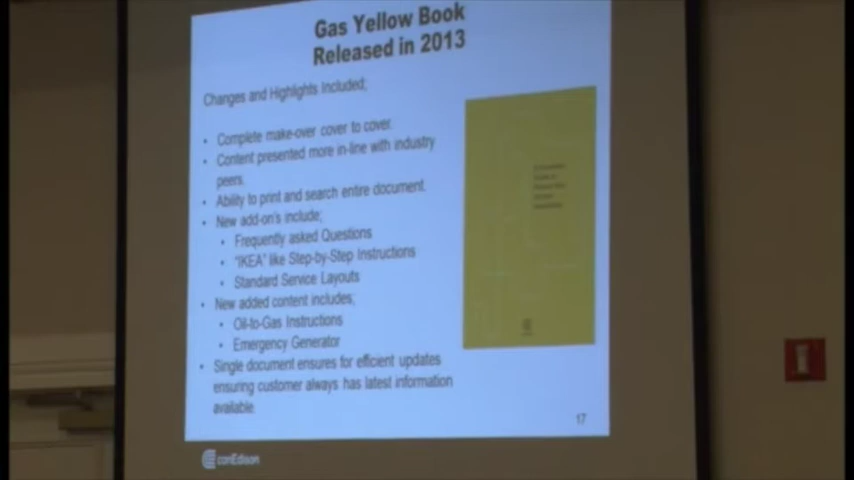 Gas Yellow Book
Released in 2013
Changes and Highlights Included;
• Complete make-over cover to cover.
• Content presented more in-line with industry
peers.
• Ability to print and search entire document.
• New add-on's include;
• Frequently asked Questions
• "IKEA" like Step-by-Step Instructions
• Standard Service Layouts
• New added content includes;
• Oil-to-Gas Instructions
• Emergency Generator
• Single document ensures for efficient updates
ensuring customer always has latest information
available.
17
conEdison